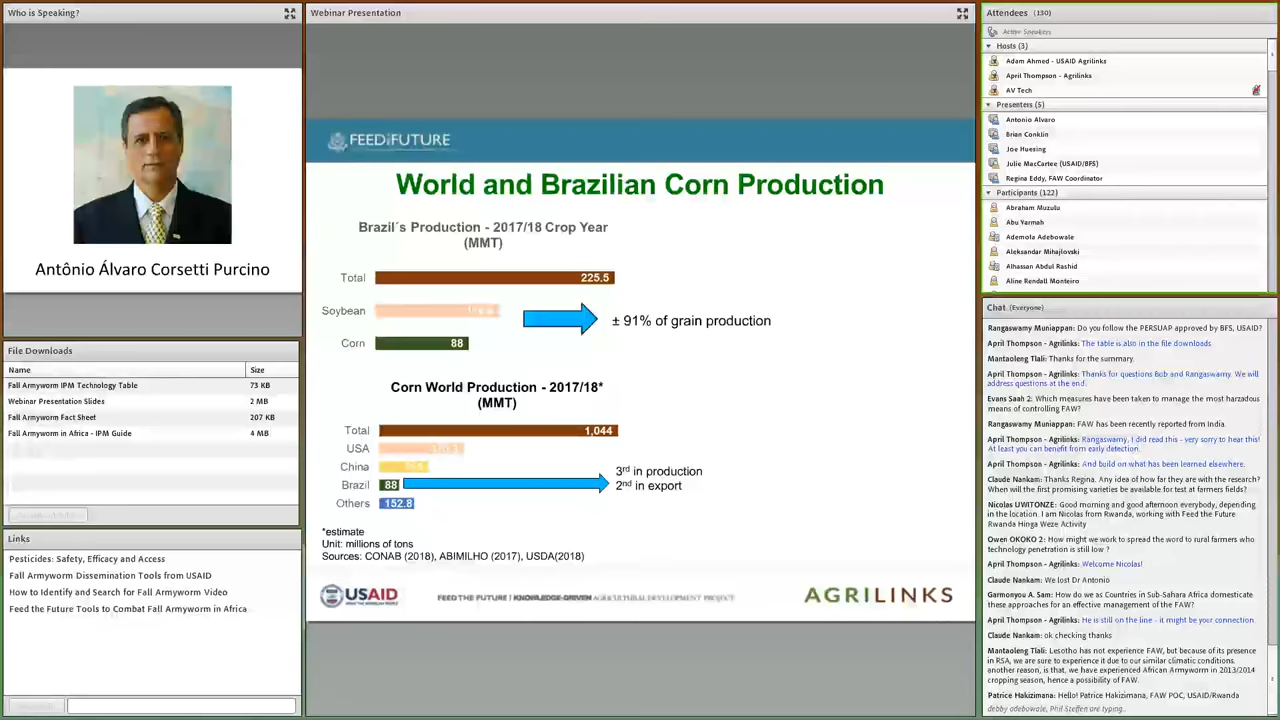 Who is Speaking?
Antônio Álvaro Corsetti Purcino
File Downloads
Name Size
Fall Armyworm IPM Technology Table 73 KB
Webinar Presentation Slides 2 MB
Fall Armyworm Fact Sheet 207 KB
Fall Armyworm in Africa - IPM Guide 4 MB
Links
Pesticides: Safety, Efficacy and Access
Fall Armyworm Dissemination Tools from USAID
How to Identify and Search for Fall Armyworm Video
Feed the Future Tools to Combat Fall Armyworm in Africa
Webinar Presentation
FEED THE FUTURE
World and Brazilian Corn Production
Brazil´s Production - 2017/18 Crop Year
(MMT)
Total 225.5
Soybean
± 91% of grain production
Corn 88
Corn World Production - 2017/18*
(MMT)
Total 1,044
USA
China
Brazil 88
3rd in production
2nd in export
Others 152.8
*estimate
Unit: millions of tons
Sources: CONAB (2018), ABIMILHO (2017), USDA(2018)
USAID
AGRILINKS
Attendees (130)
Active Speakers
Hosts (3)
Adam Ahmed - USAID Agrilinks
April Thompson - Agrilinks
AV Tech
Presenters (5)
Antonio Alvaro
Brian Conklin
Joe Huesing
Julie MacCartee (USAID/BFS)
Regina Eddy, FAW Coordinator
Participants (122)
Abraham Muzulu
Abu Yarmah
Ademola Adebowale
Aleksandar Mihajlovski
Alhassan Abdul Rashid
Aline Rendall Monteiro
Chat (Everyone)
Rangaswamy Muniappan: Do you follow the PERSUAP approved by BFS, USAID?
April Thompson - Agrilinks: The table is also in the file downloads.
Mantaoleng Tlali: Thanks for the summary.
April Thompson - Agrilinks: Thanks for questions Bob and Rangaswamy. We will
address questions at the end.
Evans Saah 2: Which measures have been taken to manage the most harzadous
means of controlling FAW?
Rangaswamy Muniappan: FAW has been recently reported from India.
April Thompson - Agrilinks: Rangaswamy, I did read this - very sorry to hear this!
At least you can benefit from early detection.
April Thompson - Agrilinks: And build on what has been learned elsewhere.
Claude Nankam: Thanks Regina. Any idea of how far they are with the research?
When will the first promising varieties be available for test at farmers fields?
Nicolas UWITONZE: Good morning and good afternoon everybody, depending
in the location. I am Nicolas from Rwanda, working with Feed the Future
Rwanda Hinga Weze Activity
Owen OKOKO 2: How might we work to spread the word to rural farmers who
technology penetration is still low ?
April Thompson - Agrilinks: Welcome Nicolas!
Claude Nankam: We lost Dr Antonio
Garmonyou A. Sam: How do we as Countries in Sub-Sahara Africa domesticate
these approaches for an effective management of the FAW?
April Thompson - Agrilinks: He is still on the line - it might be your connection.
Claude Nankam: ok checking thanks
Mantaoleng Tlali: Lesotho has not experience FAW, but because of its presence
in RSA, we are sure to experience it due to our similar climatic conditions.
another reason, is that, we have experienced African Armyworm in 2013/2014
cropping season, hence a possibility of FAW.
Patrice Hakizimana: Hello! Patrice Hakizimana, FAW POC, USAID/Rwanda
debby adebowale, Phil Steffen are typing..